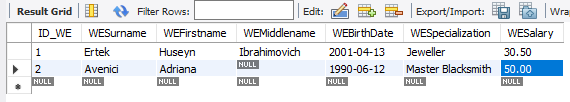 Result Grid Filter Rows: Edit: Export/Import: Wrap
ID_WE WESurname WEFirstname WEMiddlename WEBirthDate WESpecialization WESalary
1 Ertek Huseyn Ibrahimovich 2001-04-13 Jeweller 30.50
2 Avenici Adriana NULL 1990-06-12 Master Blacksmith 50.00
NULL NULL NULL NULL NULL NULL NULL